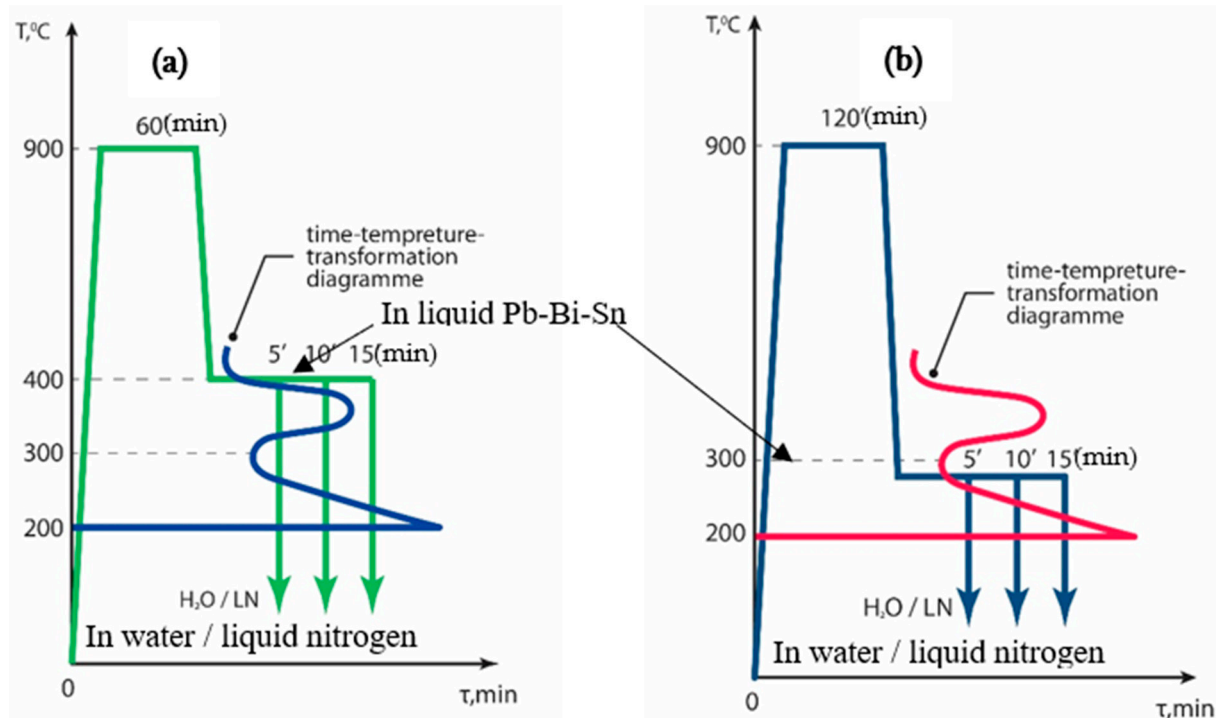 T,⁰C
(a)
60(min)
900
time-tempreture-
transformation
diagramme
In liquid Pb-Bi-Sn
5' 10' 15(min)
400
300
200
H₂O / LN
In water / liquid nitrogen
0
τ,min
T,⁰C
(b)
120'(min)
900
time-tempreture-
transformation
diagramme
300
5' 10' 15'(min)
200
H₂O / LN
In water / liquid nitrogen
0
τ,min